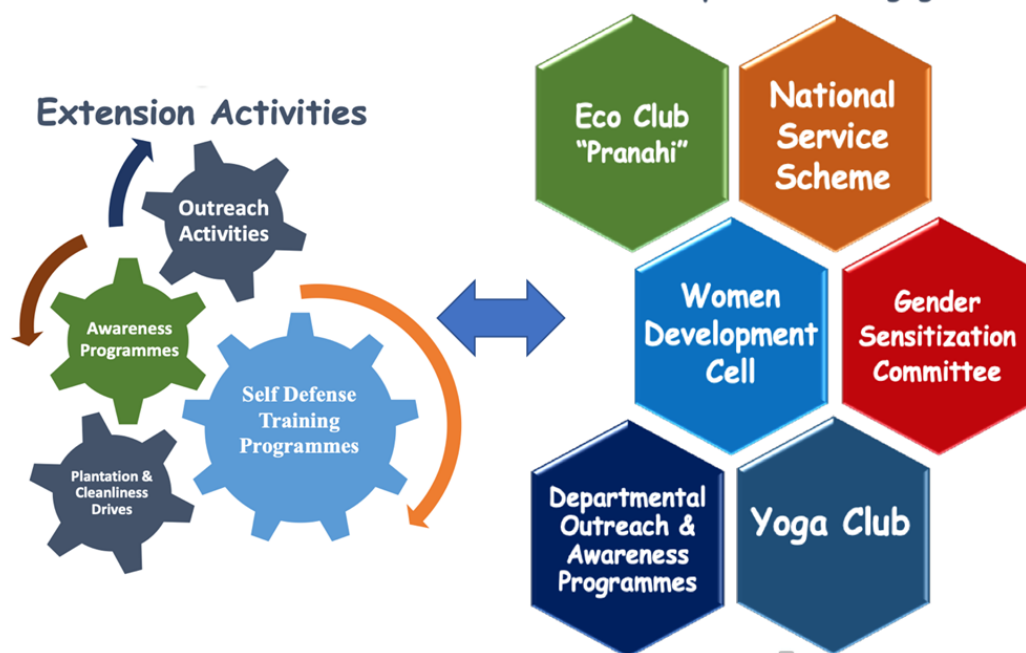 Extension Activities
Outreach
Activities
Awareness
Programmes
Self Defense
Training
Programmes
Plantation &
Cleanliness
Drives
Eco Club
“Pranahi”
National
Service
Scheme
Women
Development
Cell
Gender
Sensitization
Committee
Departmental
Outreach &
Awareness
Programmes
Yoga Club